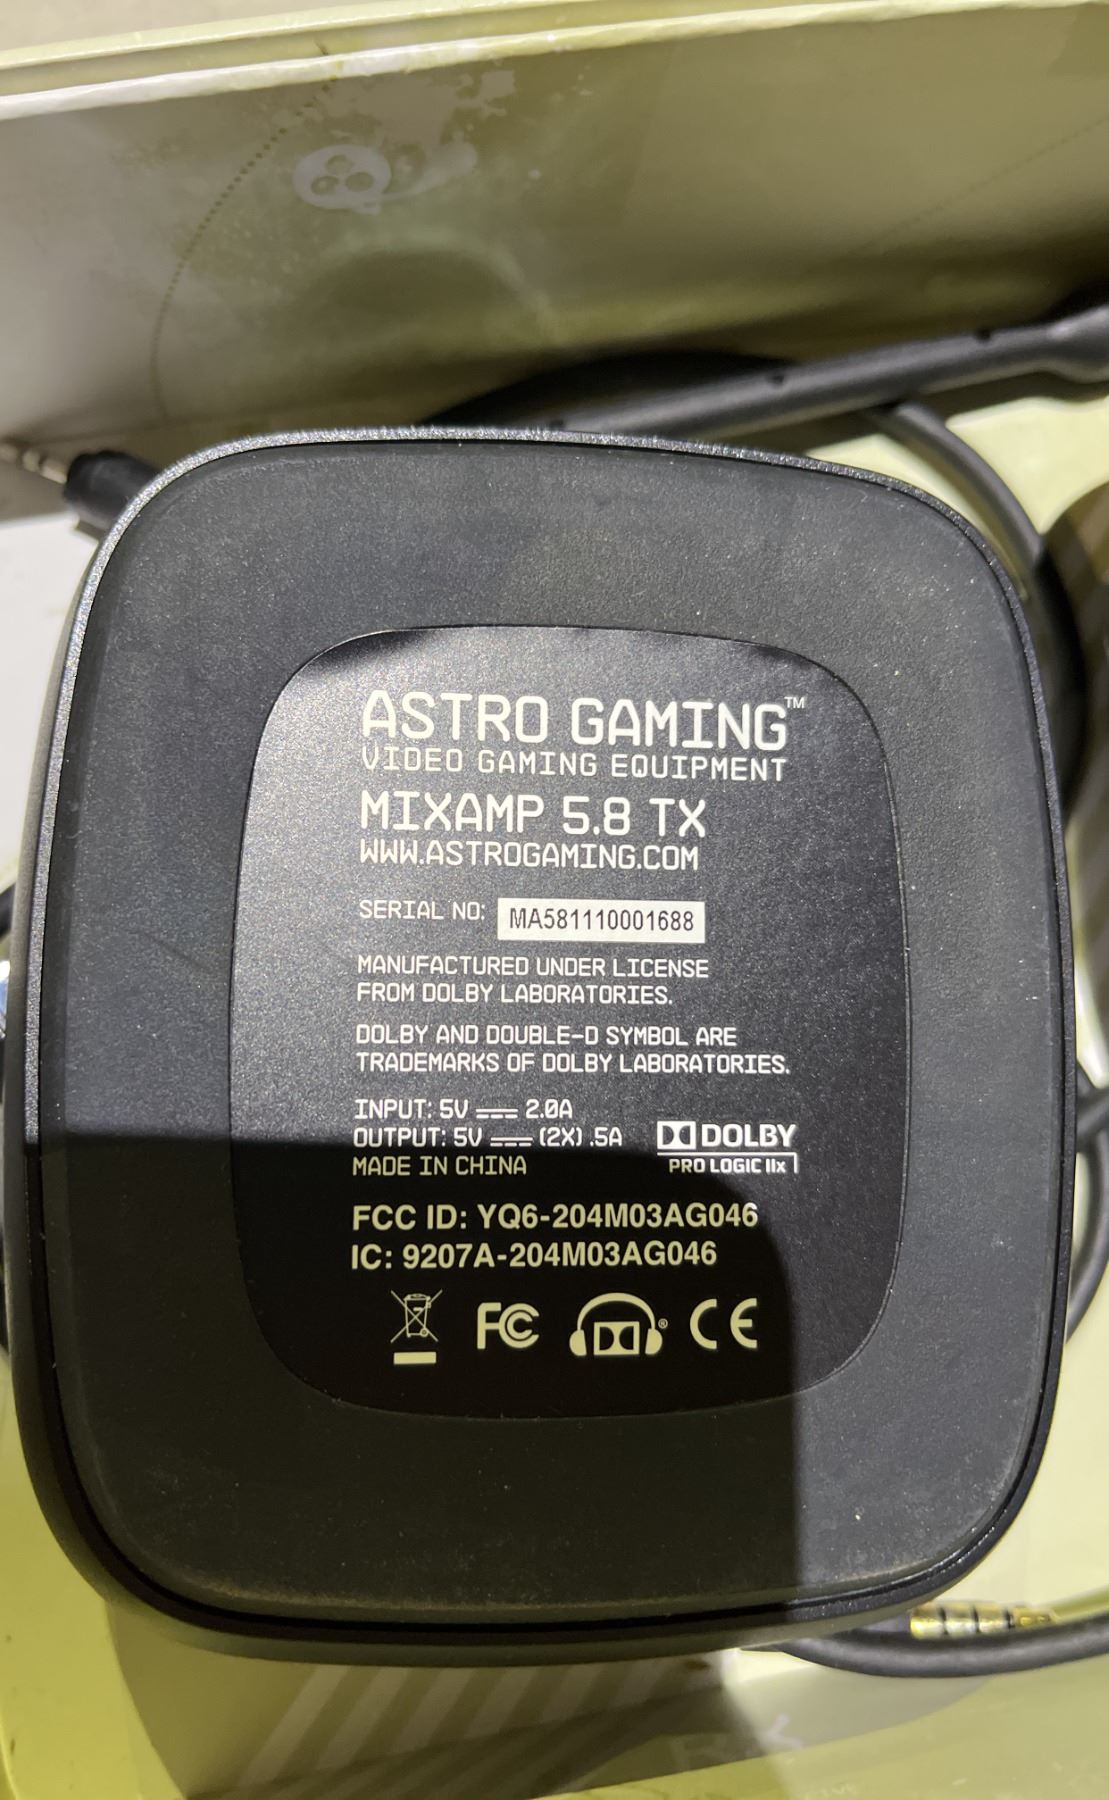 ASTRO GAMING™
VIDEO GAMING EQUIPMENT
MIXAMP 5.8 TX
WWW.ASTROGAMING.COM
SERIAL NO: MA581110001688
MANUFACTURED UNDER LICENSE
FROM DOLBY LABORATORIES.
DOLBY AND DOUBLE-D SYMBOL ARE
TRADEMARKS OF DOLBY LABORATORIES.
INPUT: 5V ⎓ 2.0A
OUTPUT: 5V ⎓ (2X) .5A
DOLBY
PRO LOGIC IIx
MADE IN CHINA
FCC ID: YQ6-204M03AG046
IC: 9207A-204M03AG046
FC ® CE